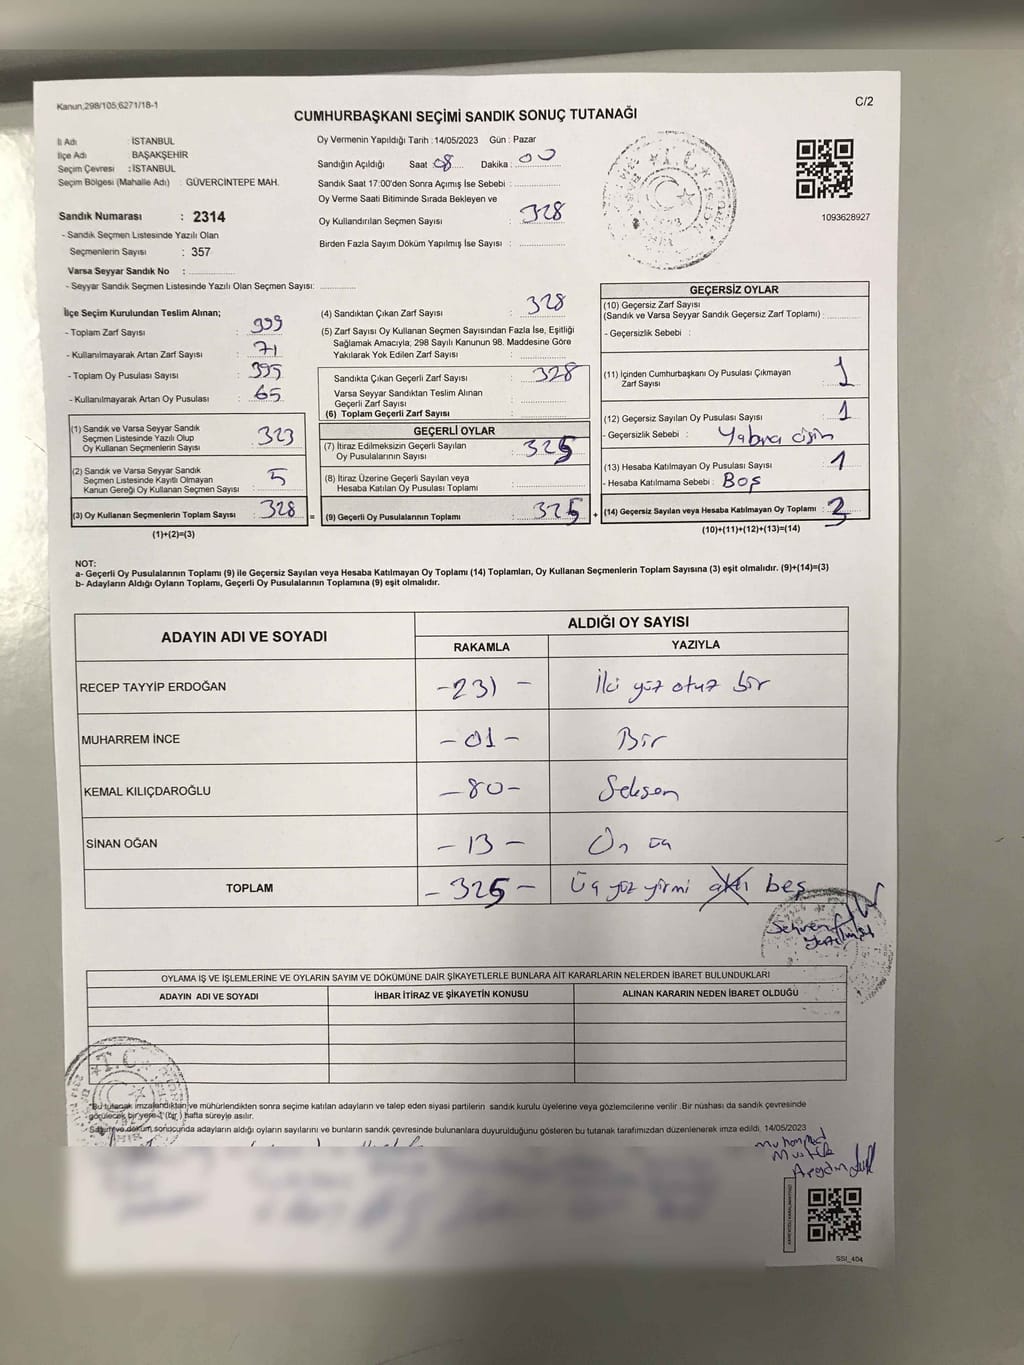 Kanun,298/105;6271/18-1
C/2
CUMHURBAŞKANI SEÇİMİ SANDIK SONUÇ TUTANAĞI
İl Adı : İSTANBUL
İlçe Adı : BAŞAKŞEHİR
Seçim Çevresi : İSTANBUL
Seçim Bölgesi (Mahalle Adı) : GÜVERCİNTEPE MAH.
Sandık Numarası : 2314
- Sandık Seçmen Listesinde Yazılı Olan
Seçmenlerin Sayısı : 357
Varsa Seyyar Sandık No :
- Seyyar Sandık Seçmen Listesinde Yazılı Olan Seçmen Sayısı:
Oy Vermenin Yapıldığı Tarih : 14/05/2023 Gün : Pazar
Sandığın Açıldığı Saat 08 Dakika : 00
Sandık Saat 17:00'den Sonra Açımış İse Sebebi :
Oy Verme Saati Bitiminde Sırada Bekleyen ve
Oy Kullandırılan Seçmen Sayısı : 328
Birden Fazla Sayım Döküm Yapılmış İse Sayısı :
1093628927
İlçe Seçim Kurulundan Teslim Alınan;
- Toplam Zarf Sayısı : 399
- Kullanılmayarak Artan Zarf Sayısı : 71
- Toplam Oy Pusulası Sayısı : 395
- Kullanılmayarak Artan Oy Pusulası : 65
(1) Sandık ve Varsa Seyyar Sandık
Seçmen Listesinde Yazılı Olup
Oy Kullanan Seçmenlerin Sayısı : 323
(2) Sandık ve Varsa Seyyar Sandık
Seçmen Listesinde Kayıtlı Olmayan
Kanun Gereği Oy Kullanan Seçmen Sayısı : 5
(3) Oy Kullanan Seçmenlerin Toplam Sayısı : 328 =
(1)+(2)=(3)
(4) Sandıktan Çıkan Zarf Sayısı : 328
(5) Zarf Sayısı Oy Kullanan Seçmen Sayısından Fazla İse, Eşitliği
Sağlamak Amacıyla; 298 Sayılı Kanunun 98. Maddesine Göre
Yakılarak Yok Edilen Zarf Sayısı :
Sandıkta Çıkan Geçerli Zarf Sayısı : 328
Varsa Seyyar Sandıktan Teslim Alınan
Geçerli Zarf Sayısı :
(6) Toplam Geçerli Zarf Sayısı :
GEÇERLİ OYLAR
(7) İtiraz Edilmeksizin Geçerli Sayılan
Oy Pusulalarının Sayısı : 325
(8) İtiraz Üzerine Geçerli Sayılan veya
Hesaba Katılan Oy Pusulası Toplamı :
(9) Geçerli Oy Pusulalarının Toplamı : 325 +
GEÇERSİZ OYLAR
(10) Geçersiz Zarf Sayısı
(Sandık ve Varsa Seyyar Sandık Geçersiz Zarf Toplamı) :
- Geçersizlik Sebebi :
(11) İçinden Cumhurbaşkanı Oy Pusulası Çıkmayan
Zarf Sayısı : 1
(12) Geçersiz Sayılan Oy Pusulası Sayısı : 1
- Geçersizlik Sebebi : Yabancı cisim
(13) Hesaba Katılmayan Oy Pusulası Sayısı : 1
- Hesaba Katılmama Sebebi : Boş
(14) Geçersiz Sayılan veya Hesaba Katılmayan Oy Toplamı : 3
(10)+(11)+(12)+(13)=(14)
NOT:
a- Geçerli Oy Pusulalarının Toplamı (9) ile Geçersiz Sayılan veya Hesaba Katılmayan Oy Toplamı (14) Toplamları, Oy Kullanan Seçmenlerin Toplam Sayısına (3) eşit olmalıdır. (9)+(14)=(3)
b- Adayların Aldığı Oyların Toplamı, Geçerli Oy Pusulalarının Toplamına (9) eşit olmalıdır.
ADAYIN ADI VE SOYADI
ALDIĞI OY SAYISI
RAKAMLA YAZIYLA
RECEP TAYYİP ERDOĞAN -231- İki yüz otuz bir
MUHARREM İNCE -01- Bir
KEMAL KILIÇDAROĞLU -80- Seksen
SİNAN OĞAN -13- On üç
TOPLAM -325- Üç yüz yirmi altı beş
Sehven
yazılmıştır
OYLAMA İŞ VE İŞLEMLERİNE VE OYLARIN SAYIM VE DÖKÜMÜNE DAİR ŞİKAYETLERLE BUNLARA AİT KARARLARIN NELERDEN İBARET BULUNDUKLARI
ADAYIN ADI VE SOYADI İHBAR İTİRAZ VE ŞİKAYETİN KONUSU ALINAN KARARIN NEDEN İBARET OLDUĞU
T.C.
*Bu tutanak imzalandıktan ve mühürlendikten sonra seçime katılan adayların ve talep eden siyasi partilerin sandık kurulu üyelerine veya gözlemcilerine verilir. Bir nüshası da sandık çevresinde
görülecek bir yere 1 (bir) hafta süreyle asılır.
Sayım ve döküm sonucunda adayların aldığı oyların sayılarını ve bunların sandık çevresinde bulunanlara duyurulduğunu gösteren bu tutanak tarafımızdan düzenlenerek imza edildi. 14/05/2023
Muhammed
SSI_404